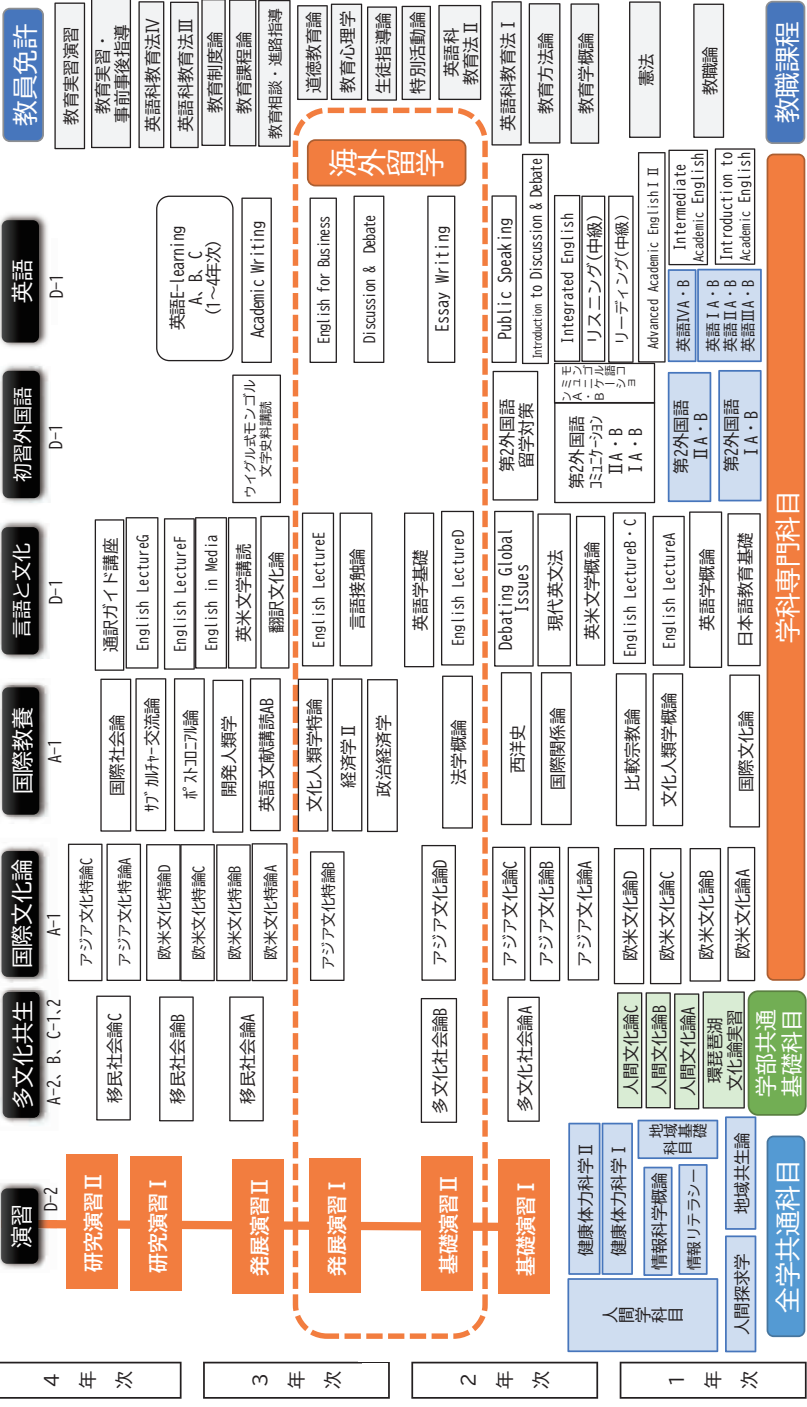 1年次
2年次
3年次
4年次
演習
D-2
全学共通科目
人間探求学
地域共生論
人間学科目
情報リテラシー
情報科学概論
地域基礎
科目
健康体力科学Ⅰ
健康体力科学Ⅱ
基礎演習Ⅰ
基礎演習Ⅱ
発展演習Ⅰ
発展演習Ⅱ
研究演習Ⅰ
研究演習Ⅱ
多文化共生
A-2、B、C-1、2
学部共通
基礎科目
環琵琶湖
文化論実習
人間文化論A
人間文化論B
人間文化論C
多文化社会論A
多文化社会論B
移民社会論A
移民社会論B
移民社会論C
国際文化論
A-1
学科専門科目
欧米文化論A
欧米文化論B
欧米文化論C
欧米文化論D
アジア文化論A
アジア文化論B
アジア文化論C
アジア文化論D
アジア文化特論B
欧米文化特論A
欧米文化特論B
欧米文化特論C
欧米文化特論D
アジア文化特論A
アジア文化特論C
国際教養
A-1
国際文化論
文化人類学概論
比較宗教論
国際関係論
西洋史
法学概論
政治経済学
経済学Ⅱ
文化人類学特論
英語文献講読AB
開発人類学
ポストコロニアル論
サブカルチャー交流論
国際社会論
言語と文化
D-1
日本語教育基礎
英語学概論
English LectureA
English LectureB・C
英米文学概論
現代英文法
Debating Global
Issues
English LectureD
英語学基礎
言語接触論
English LectureE
翻訳文化論
英米文学講読
English in Media
English LectureF
English LectureG
通訳ガイド講座
初習外国語
D-1
第2外国語
ⅠA・B
第2外国語
ⅡA・B
第2外国語
コミュニケーション
ⅡA・B
ⅠA・B
モンゴル語コ
ミュニケーショ
ンA・B
第2外国語
留学対策
ウイグル式モンゴル
文字史料講読
英語
D-1
英語ⅠA・B
英語ⅡA・B
英語ⅢA・B
英語ⅣA・B
Introduction to
Academic English
Intermediate
Academic English
Advanced Academic EnglishⅠⅡ
リーディング(中級)
リスニング(中級)
Integrated English
Introduction to Discussion & Debate
Public Speaking
Essay Writing
Discussion & Debate
English for Business
Academic Writing
英語E-learning
A、B、C
(1～4年次)
海外留学
教員免許
教職課程
教職論
憲法
教育学概論
教育方法論
英語科教育法Ⅰ
英語科
教育法Ⅱ
特別活動論
生徒指導論
教育心理学
道徳教育論
教育相談・進路指導
教育課程論
教育制度論
英語科教育法Ⅲ
英語科教育法Ⅳ
教育実習・
事前事後指導
教育実習演習